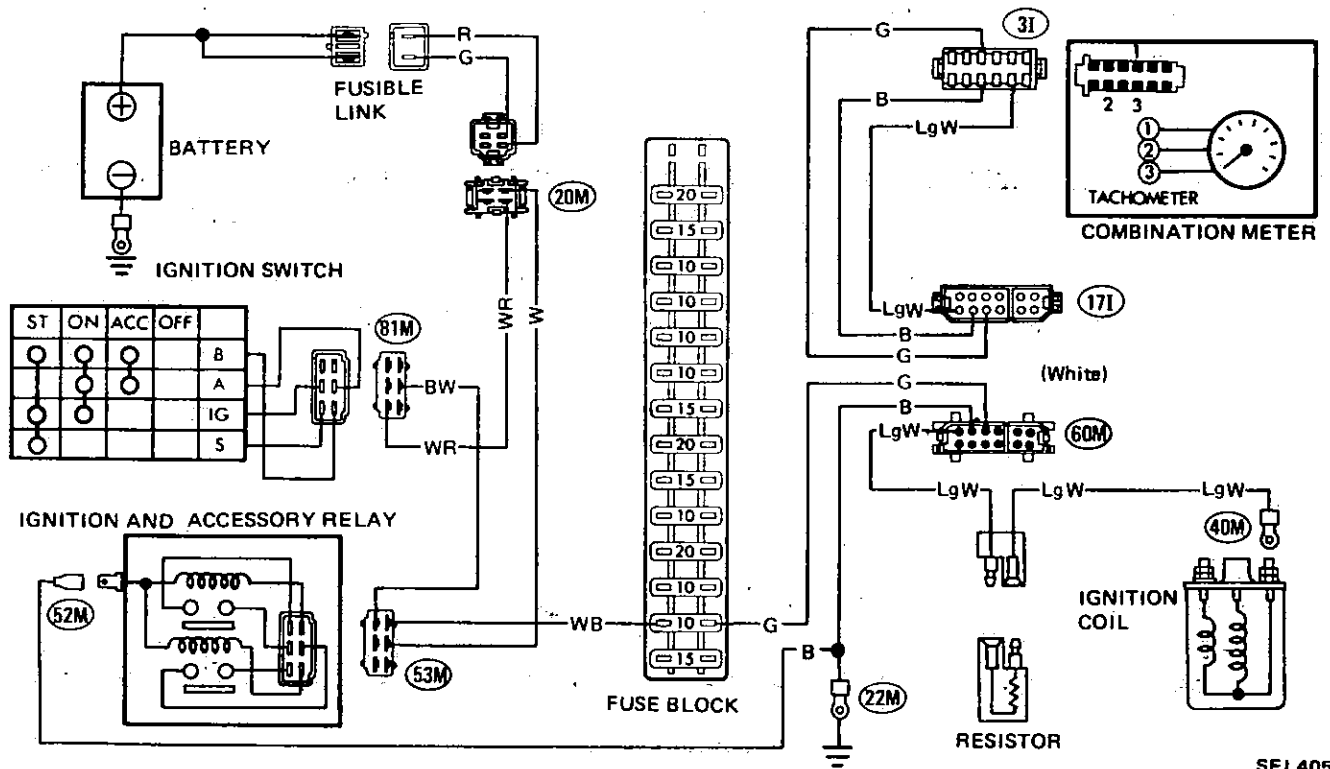 BATTERY
FUSIBLE
LINK
R
G
20M
IGNITION SWITCH
ST ON ACC OFF
B
A
IG
S
81M
BW
WR
WR
W
IGNITION AND ACCESSORY RELAY
52M
53M
WB
20
15
10
10
10
10
15
20
15
10
20
10
10
15
FUSE BLOCK
G
B
22M
G
3I
B
LgW
2 3
1
2
3
TACHOMETER
COMBINATION METER
LgW
B
G
17I
(White)
G
B
LgW
60M
LgW
LgW
LgW
40M
IGNITION
COIL
RESISTOR